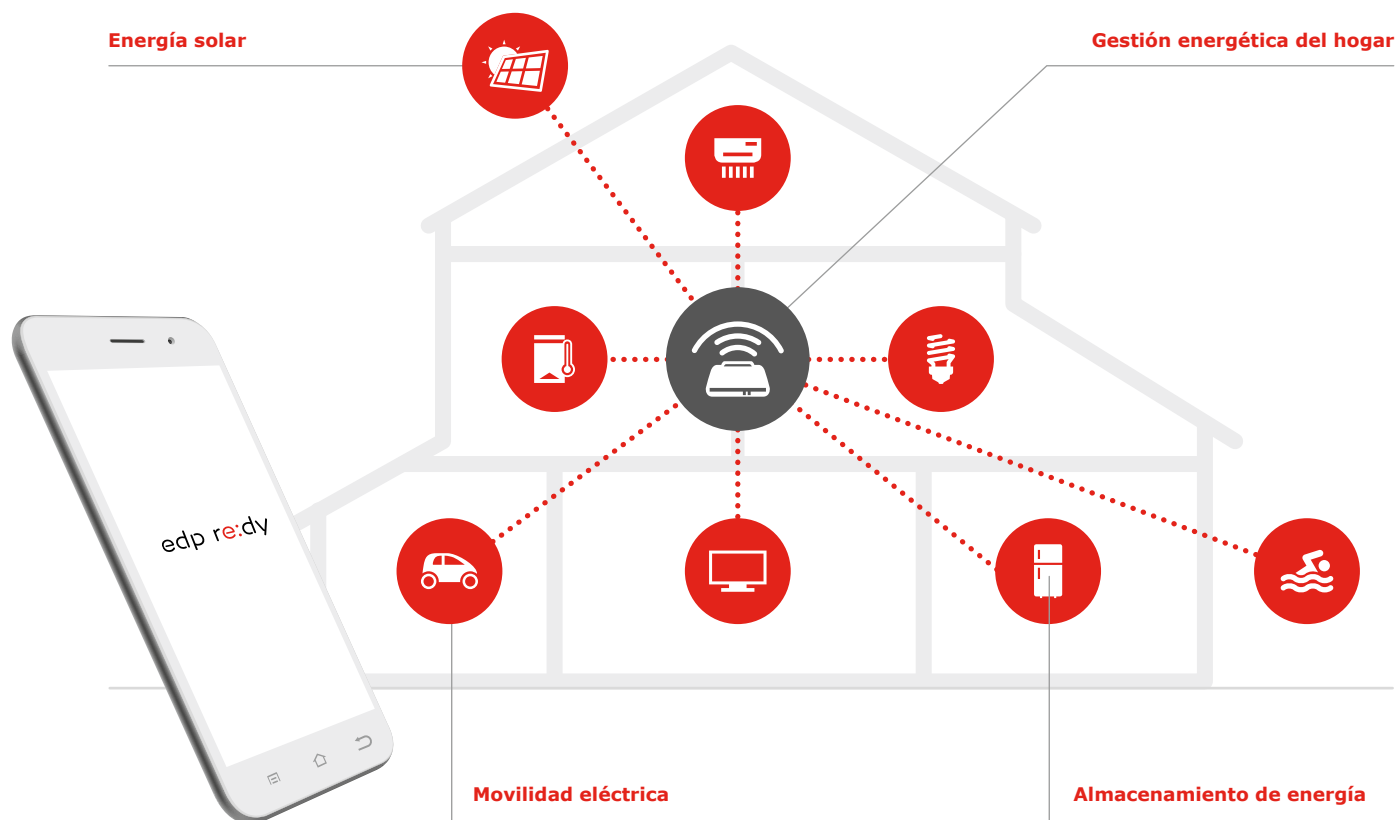 Energía solar
Gestión energética del hogar
edp re:dy
Movilidad eléctrica
Almacenamiento de energía